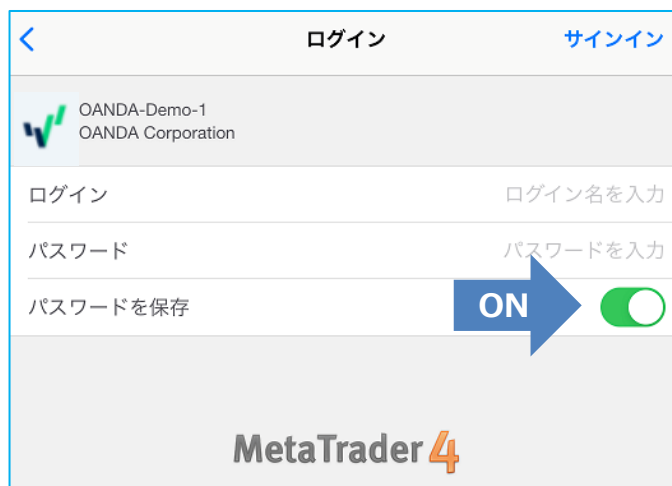 ログイン サインイン
OANDA-Demo-1
OANDA Corporation
ログイン ログイン名を入力
パスワード パスワードを入力
パスワードを保存 ON
MetaTrader 4